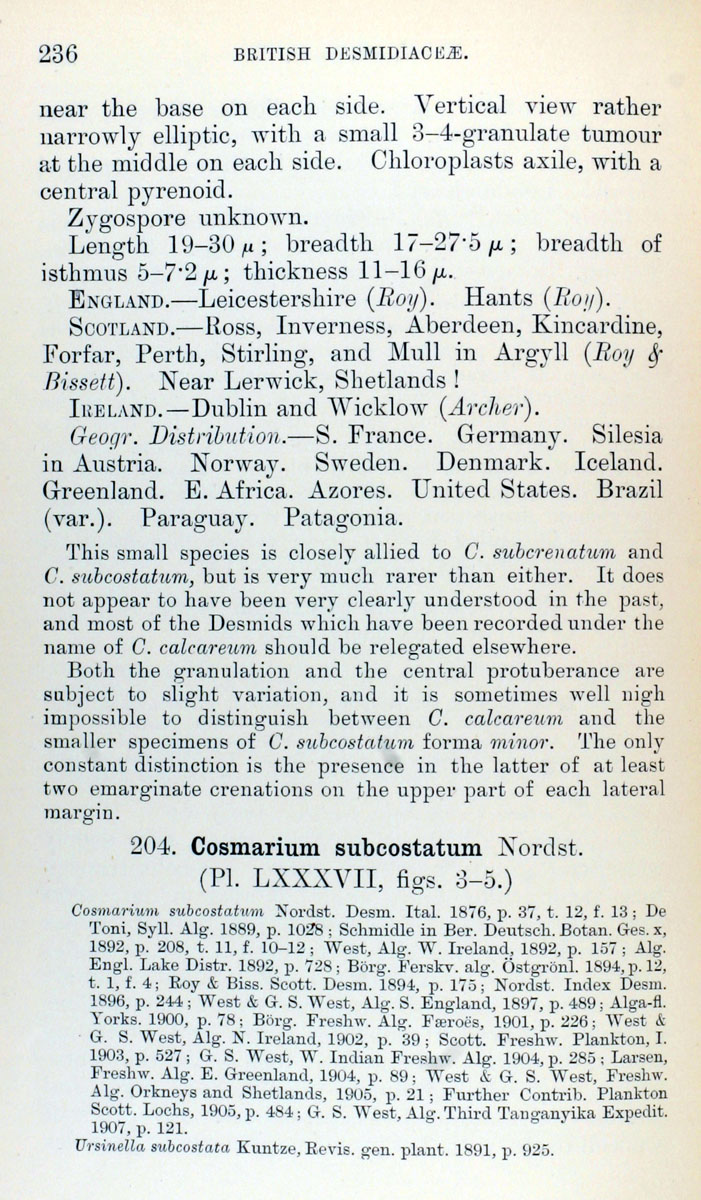 236 BRITISH DESMIDIACEÆ.
near the base on each side. Vertical view rather
narrowly elliptic, with a small 3–4-granulate tumour
at the middle on each side. Chloroplasts axile, with a
central pyrenoid.
Zygospore unknown.
Length 19–30 μ; breadth 17–27·5 μ; breadth of
isthmus 5–7·2 μ; thickness 11–16 μ.
ENGLAND.—Leicestershire (Roy). Hants (Roy).
SCOTLAND.—Ross, Inverness, Aberdeen, Kincardine,
Forfar, Perth, Stirling, and Mull in Argyll (Roy &
Bissett). Near Lerwick, Shetlands!
IRELAND.—Dublin and Wicklow (Archer).
Geogr. Distribution.—S. France. Germany. Silesia
in Austria. Norway. Sweden. Denmark. Iceland.
Greenland. E. Africa. Azores. United States. Brazil
(var.). Paraguay. Patagonia.
This small species is closely allied to C. subcrenatum and
C. subcostatum, but is very much rarer than either. It does
not appear to have been very clearly understood in the past,
and most of the Desmids which have been recorded under the
name of C. calcareum should be relegated elsewhere.
Both the granulation and the central protuberance are
subject to slight variation, and it is sometimes well nigh
impossible to distinguish between C. calcareum and the
smaller specimens of C. subcostatum forma minor. The only
constant distinction is the presence in the latter of at least
two emarginate crenations on the upper part of each lateral
margin.
204. Cosmarium subcostatum Nordst.
(Pl. LXXXVII, figs. 3–5.)
Cosmarium subcostatum Nordst. Desm. Ital. 1876, p. 37, t. 12, f. 13; De
Toni, Syll. Alg. 1889, p. 1028; Schmidle in Ber. Deutsch. Botan. Ges. x,
1892, p. 208, t. 11, f. 10–12; West, Alg. W. Ireland, 1892, p. 157; Alg.
Engl. Lake Distr. 1892, p. 728; Börg. Ferskv. alg. Östgrönl. 1894, p. 12,
t. 1, f. 4; Roy & Biss. Scott. Desm. 1894, p. 175; Nordst. Index Desm.
1896, p. 244; West & G. S. West, Alg. S. England, 1897, p. 489; Alga-fl.
Yorks. 1900, p. 78; Börg. Freshw. Alg. Færoës, 1901, p. 226; West &
G. S. West, Alg. N. Ireland, 1902, p. 39; Scott. Freshw. Plankton, I.
1903, p. 527; G. S. West, W. Indian Freshw. Alg. 1904, p. 285; Larsen,
Freshw. Alg. E. Greenland, 1904, p. 89; West & G. S. West, Freshw.
Alg. Orkneys and Shetlands, 1905, p. 21; Further Contrib. Plankton
Scott. Lochs, 1905, p. 484; G. S. West, Alg. Third Tanganyika Expedit.
1907, p. 121.
Ursinella subcostata Kuntze, Revis. gen. plant. 1891, p. 925.